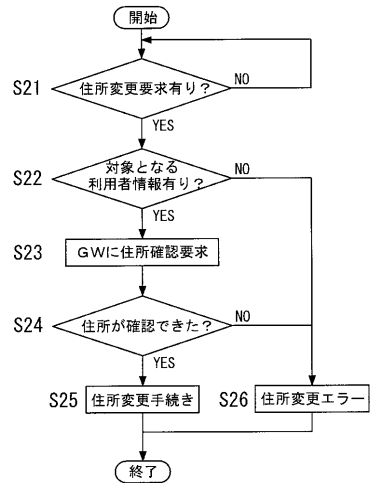 開始
S21
住所変更要求有り？
NO
YES
S22
対象となる
利用者情報有り？
NO
YES
S23
ＧＷに住所確認要求
S24
住所が確認できた？
NO
YES
S25
住所変更手続き
S26
住所変更エラー
終了